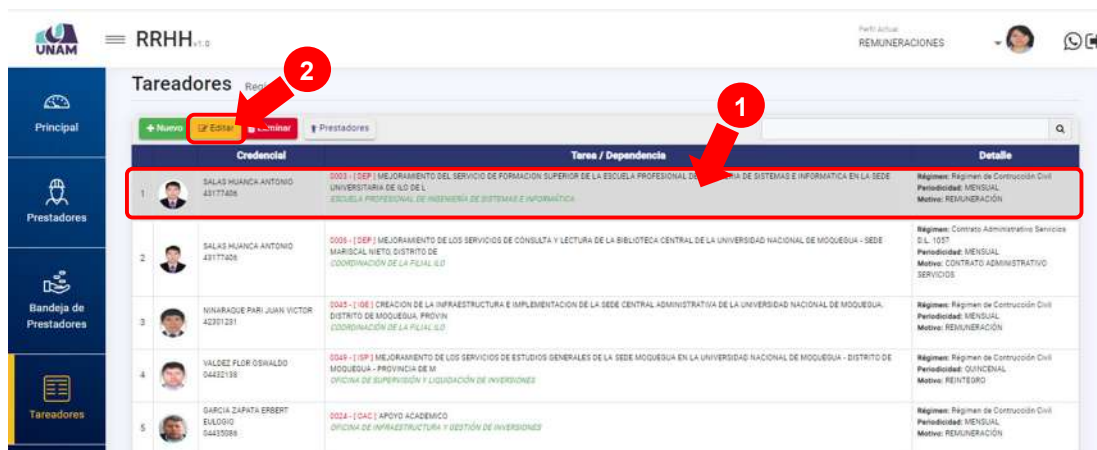 UNAM
RRHH v1.0
Perfil Actual
REMUNERACIONES
Principal
Prestadores
Bandeja de
Prestadores
Tareadores
Tareadores
2
1
Nuevo
Editar
Prestadores
Credencial
Tarea / Dependencia
Detalle
1
SALAS HUANCA ANTONIO
43177406
0003 - [ DEP ] MEJORAMIENTO DEL SERVICIO DE FORMACION SUPERIOR DE LA ESCUELA PROFESIONAL DE SISTEMAS E INFORMATICA EN LA SEDE
UNIVERSITARIA DE ILO DE L
ESCUELA PROFESIONAL DE INGENIERÍA DE SISTEMAS E INFORMÁTICA
Régimen: Régimen de Contrucción Civil
Periodicidad: MENSUAL
Motivo: REMUNERACIÓN
2
SALAS HUANCA ANTONIO
43177406
MEJORAMIENTO DE LOS SERVICIOS DE CONSULTA Y LECTURA DE LA BIBLIOTECA CENTRAL DE LA UNIVERSIDAD NACIONAL DE MOQUEGUA - SEDE
MARISCAL NIETO, DISTRITO DE
COORDINACIÓN DE LA FILIAL ILO
Régimen: Contrato Administrativo Servicios
D.L. 1057
Periodicidad: MENSUAL
Motivo: CONTRATO ADMINISTRATIVO
SERVICIOS
3
NINARAQUE PARI JUAN VICTOR
42301231
CREACION DE LA INFRAESTRUCTURA E IMPLEMENTACION DE LA SEDE CENTRAL ADMINISTRATIVA DE LA UNIVERSIDAD NACIONAL DE MOQUEGUA,
DISTRITO DE MOQUEGUA, PROVIN
COORDINACIÓN DE LA FILIAL ILO
Régimen: Régimen de Contrucción Civil
Periodicidad: MENSUAL
Motivo: REMUNERACIÓN
4
VALDEZ FLOR OSWALDO
04432138
MEJORAMIENTO DE LOS SERVICIOS DE ESTUDIOS GENERALES DE LA SEDE MOQUEGUA EN LA UNIVERSIDAD NACIONAL DE MOQUEGUA - DISTRITO DE
MOQUEGUA - PROVINCIA DE M
OFICINA DE SUPERVISIÓN Y LIQUIDACIÓN DE INVERSIONES
Régimen: Régimen de Contrucción Civil
Periodicidad: QUINCENAL
Motivo: REINTEGRO
5
GARCIA ZAPATA ERBERT
EULOGIO
04435086
0024 - [ OAC ] APOYO ACADEMICO
OFICINA DE INFRAESTRUCTURA Y GESTIÓN DE INVERSIONES
Régimen: Régimen de Contrucción Civil
Periodicidad: MENSUAL
Motivo: REMUNERACIÓN